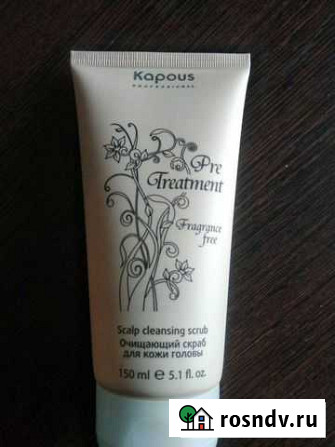 Kapous
PROFESSIONAL
Pre
Treatment
Fragrance
free
Scalp cleansing scrub
Очищающий скраб
для кожи головы
150 ml e 5.1 fl. oz.
rosndv.ru